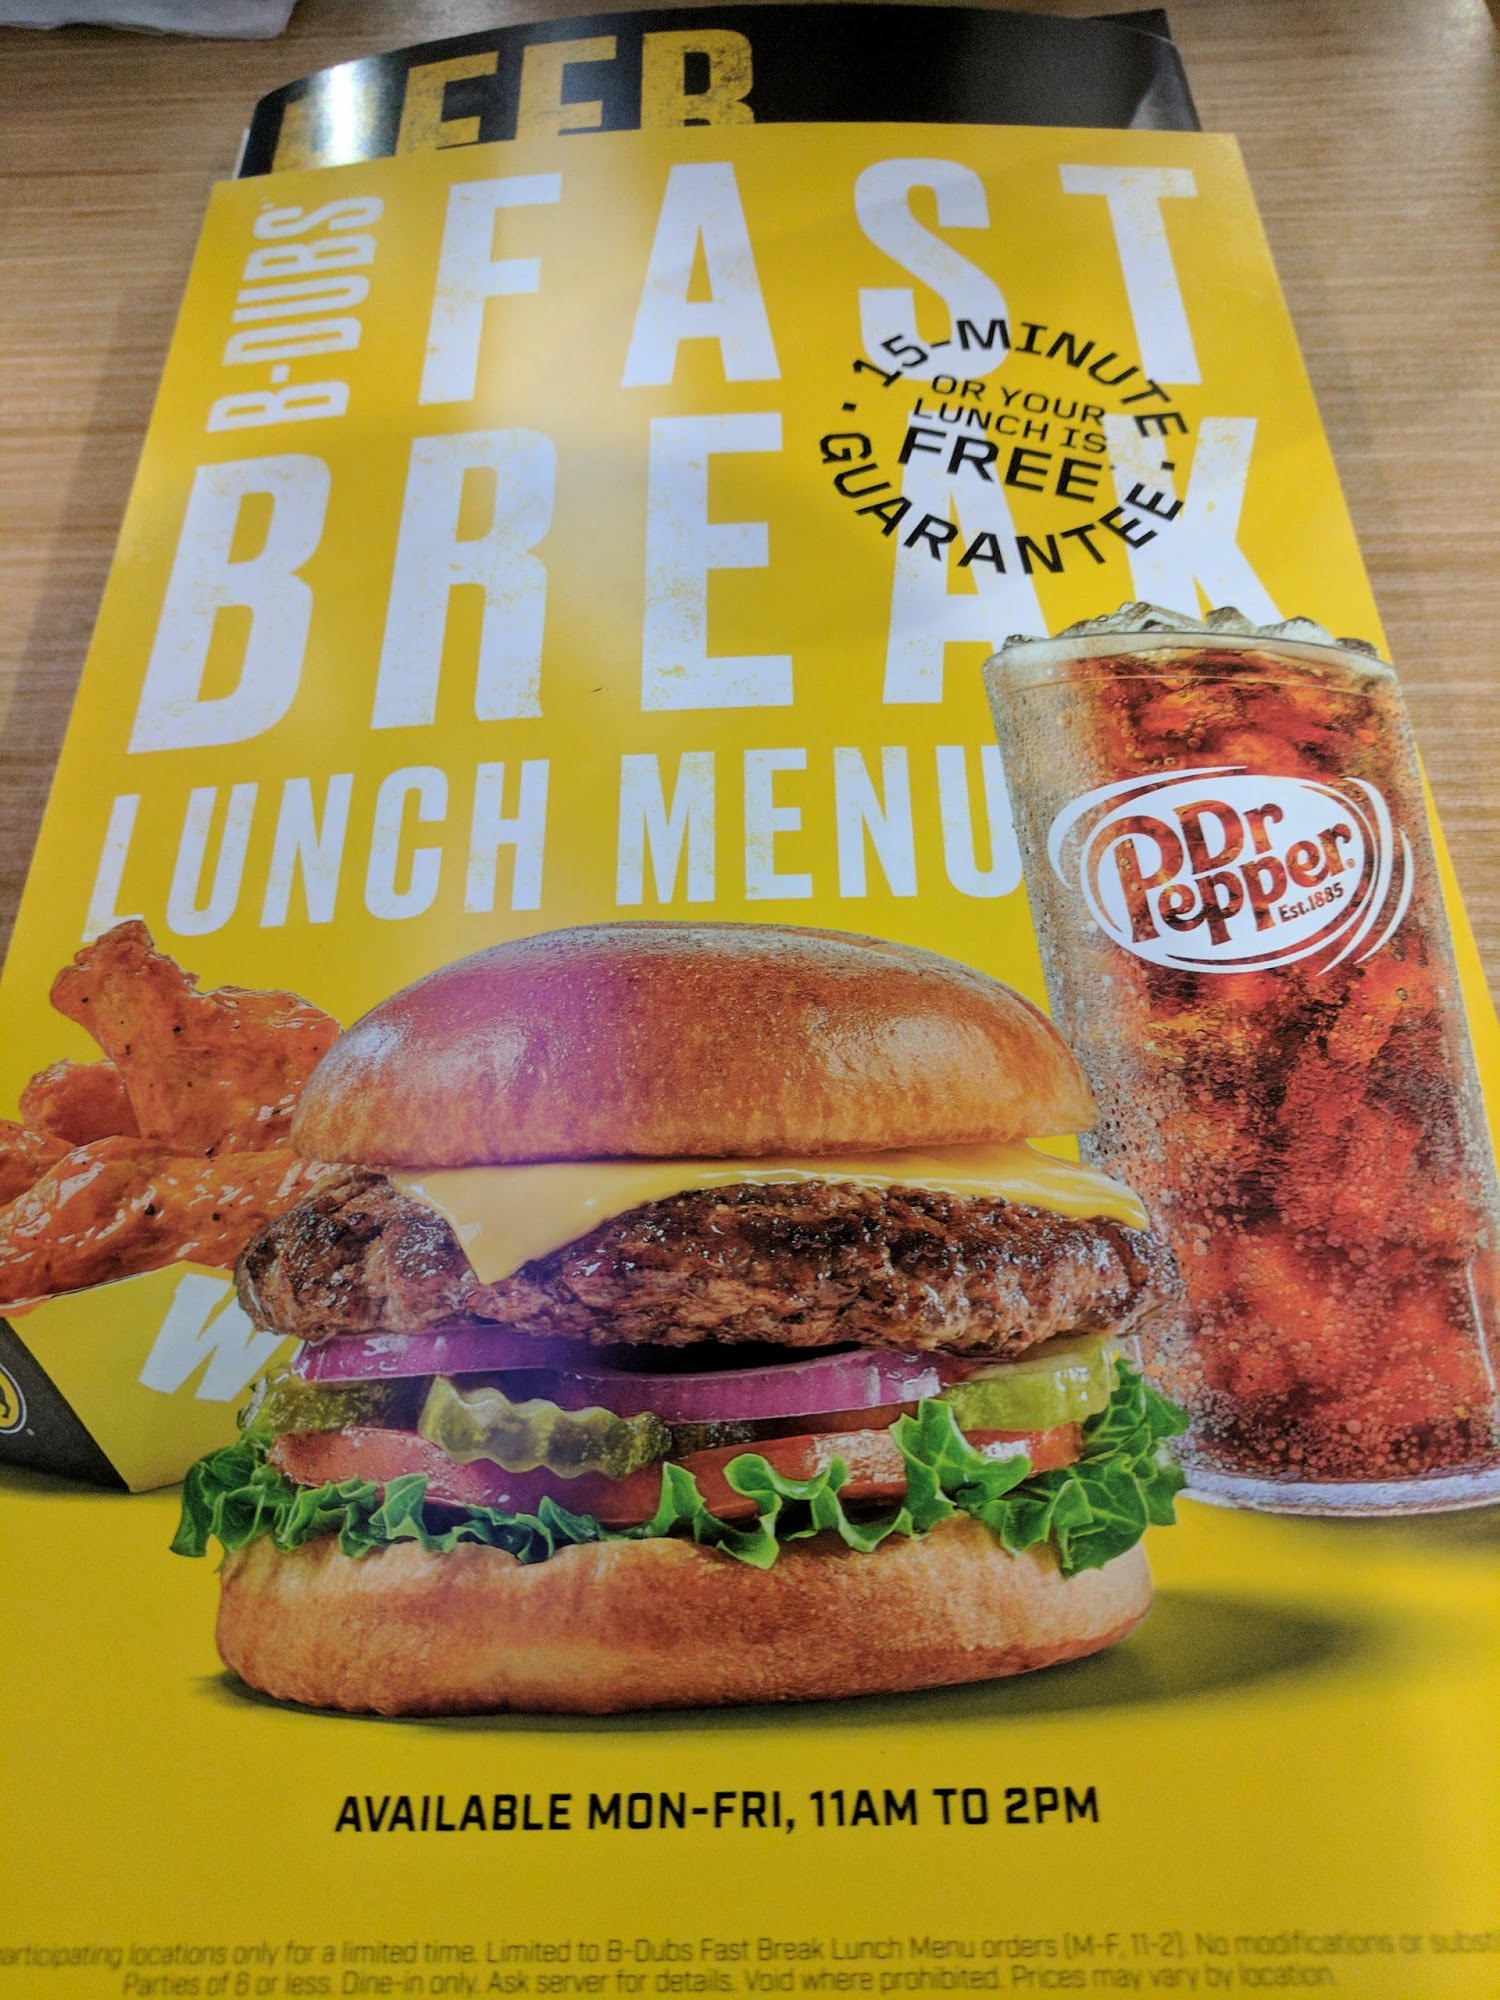 BEER
B-DUBS
FAST
BREAK
LUNCH MENU
15-MINUTE
OR YOUR
LUNCH IS
FREE
GUARANTEE
Dr
Pepper
Est.1885
W
AVAILABLE MON-FRI, 11AM TO 2PM
participating locations only for a limited time. Limited to B-Dubs Fast Break Lunch Menu orders (M-F, 11-2). No modifications or
Parties of 8 or less. Dine-in only. Ask server for details. Void where prohibited. Prices may vary by location.